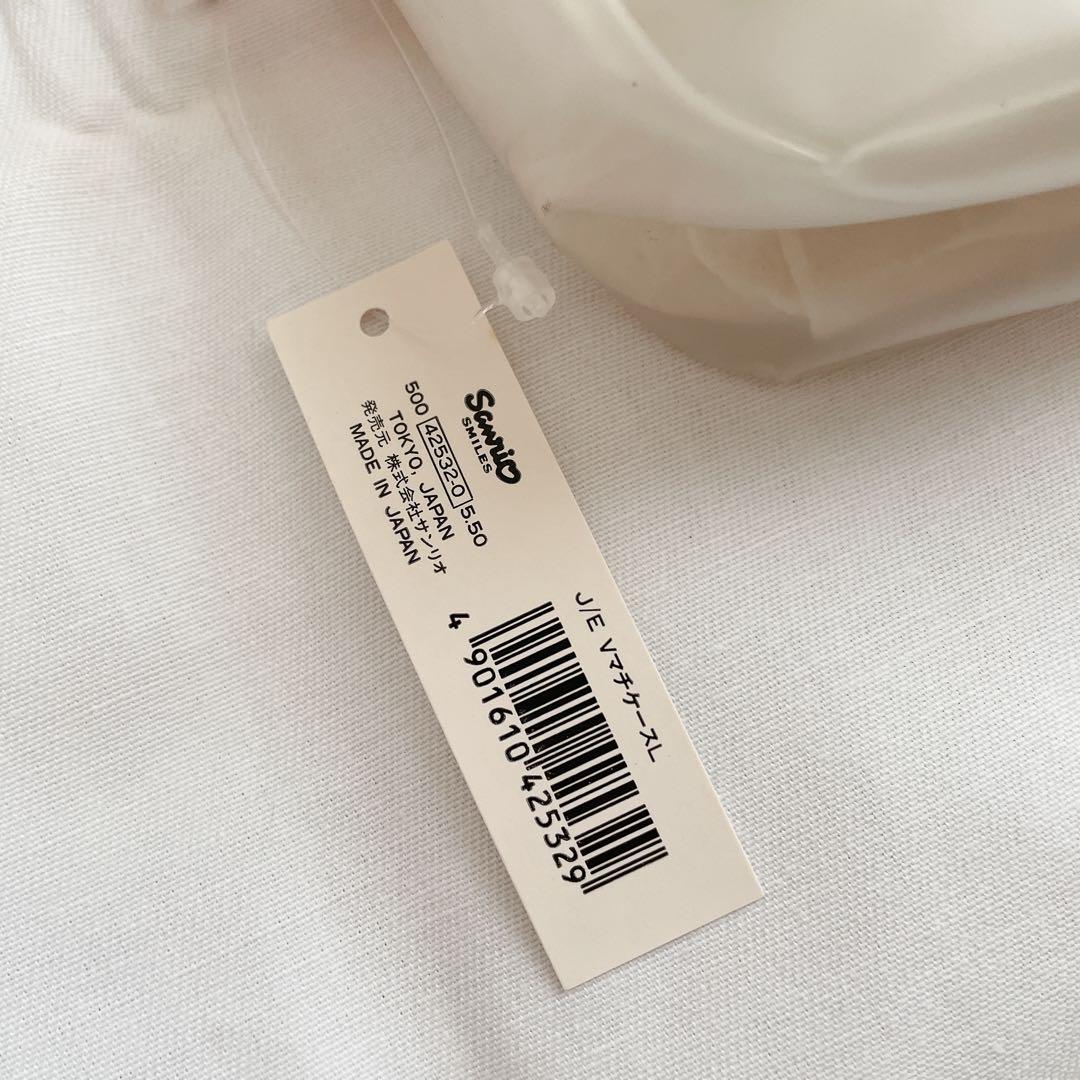 Sanrio
SMILES
500 42532-0 5.50
TOKYO, JAPAN
発売元 株式会社サンリオ
MADE IN JAPAN
J/E VマチケースL
4 901610 425329